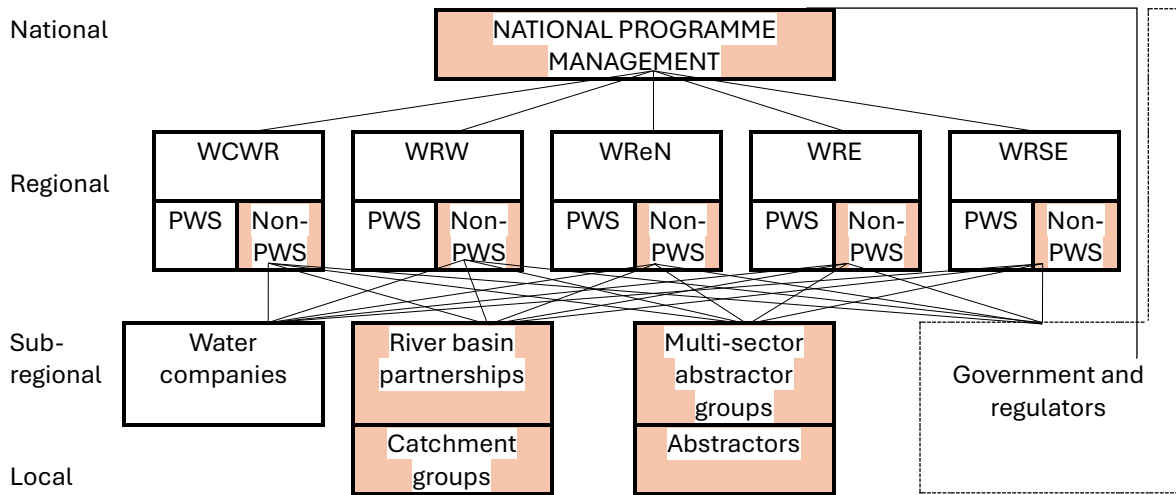 National
NATIONAL PROGRAMME
MANAGEMENT
Regional
WCWR
WRW
WReN
WRE
WRSE
PWS
Non-
PWS
PWS
Non-
PWS
PWS
Non-
PWS
PWS
Non-
PWS
PWS
Non-
PWS
Sub-
regional
Water
companies
River basin
partnerships
Multi-sector
abstractor
groups
Government and
regulators
Local
Catchment
groups
Abstractors